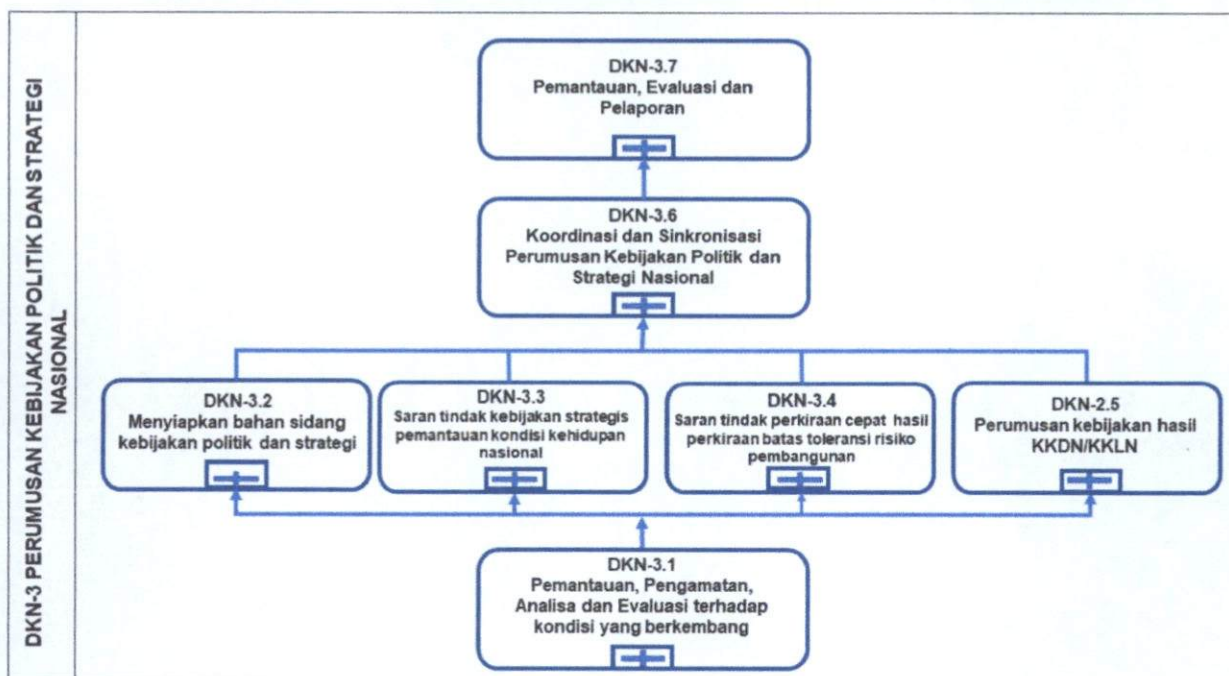 DKN-3 PERUMUSAN KEBIJAKAN POLITIK DAN STRATEGI
NASIONAL
DKN-3.7
Pemantauan, Evaluasi dan
Pelaporan
DKN-3.6
Koordinasi dan Sinkronisasi
Perumusan Kebijakan Politik dan
Strategi Nasional
DKN-3.2
Menyiapkan bahan sidang
kebijakan politik dan strategi
DKN-3.3
Saran tindak kebijakan strategis
pemantauan kondisi kehidupan
nasional
DKN-3.4
Saran tindak perkiraan cepat hasil
perkiraan batas toleransi risiko
pembangunan
DKN-2.5
Perumusan kebijakan hasil
KKDN/KKLN
DKN-3.1
Pemantauan, Pengamatan,
Analisa dan Evaluasi terhadap
kondisi yang berkembang